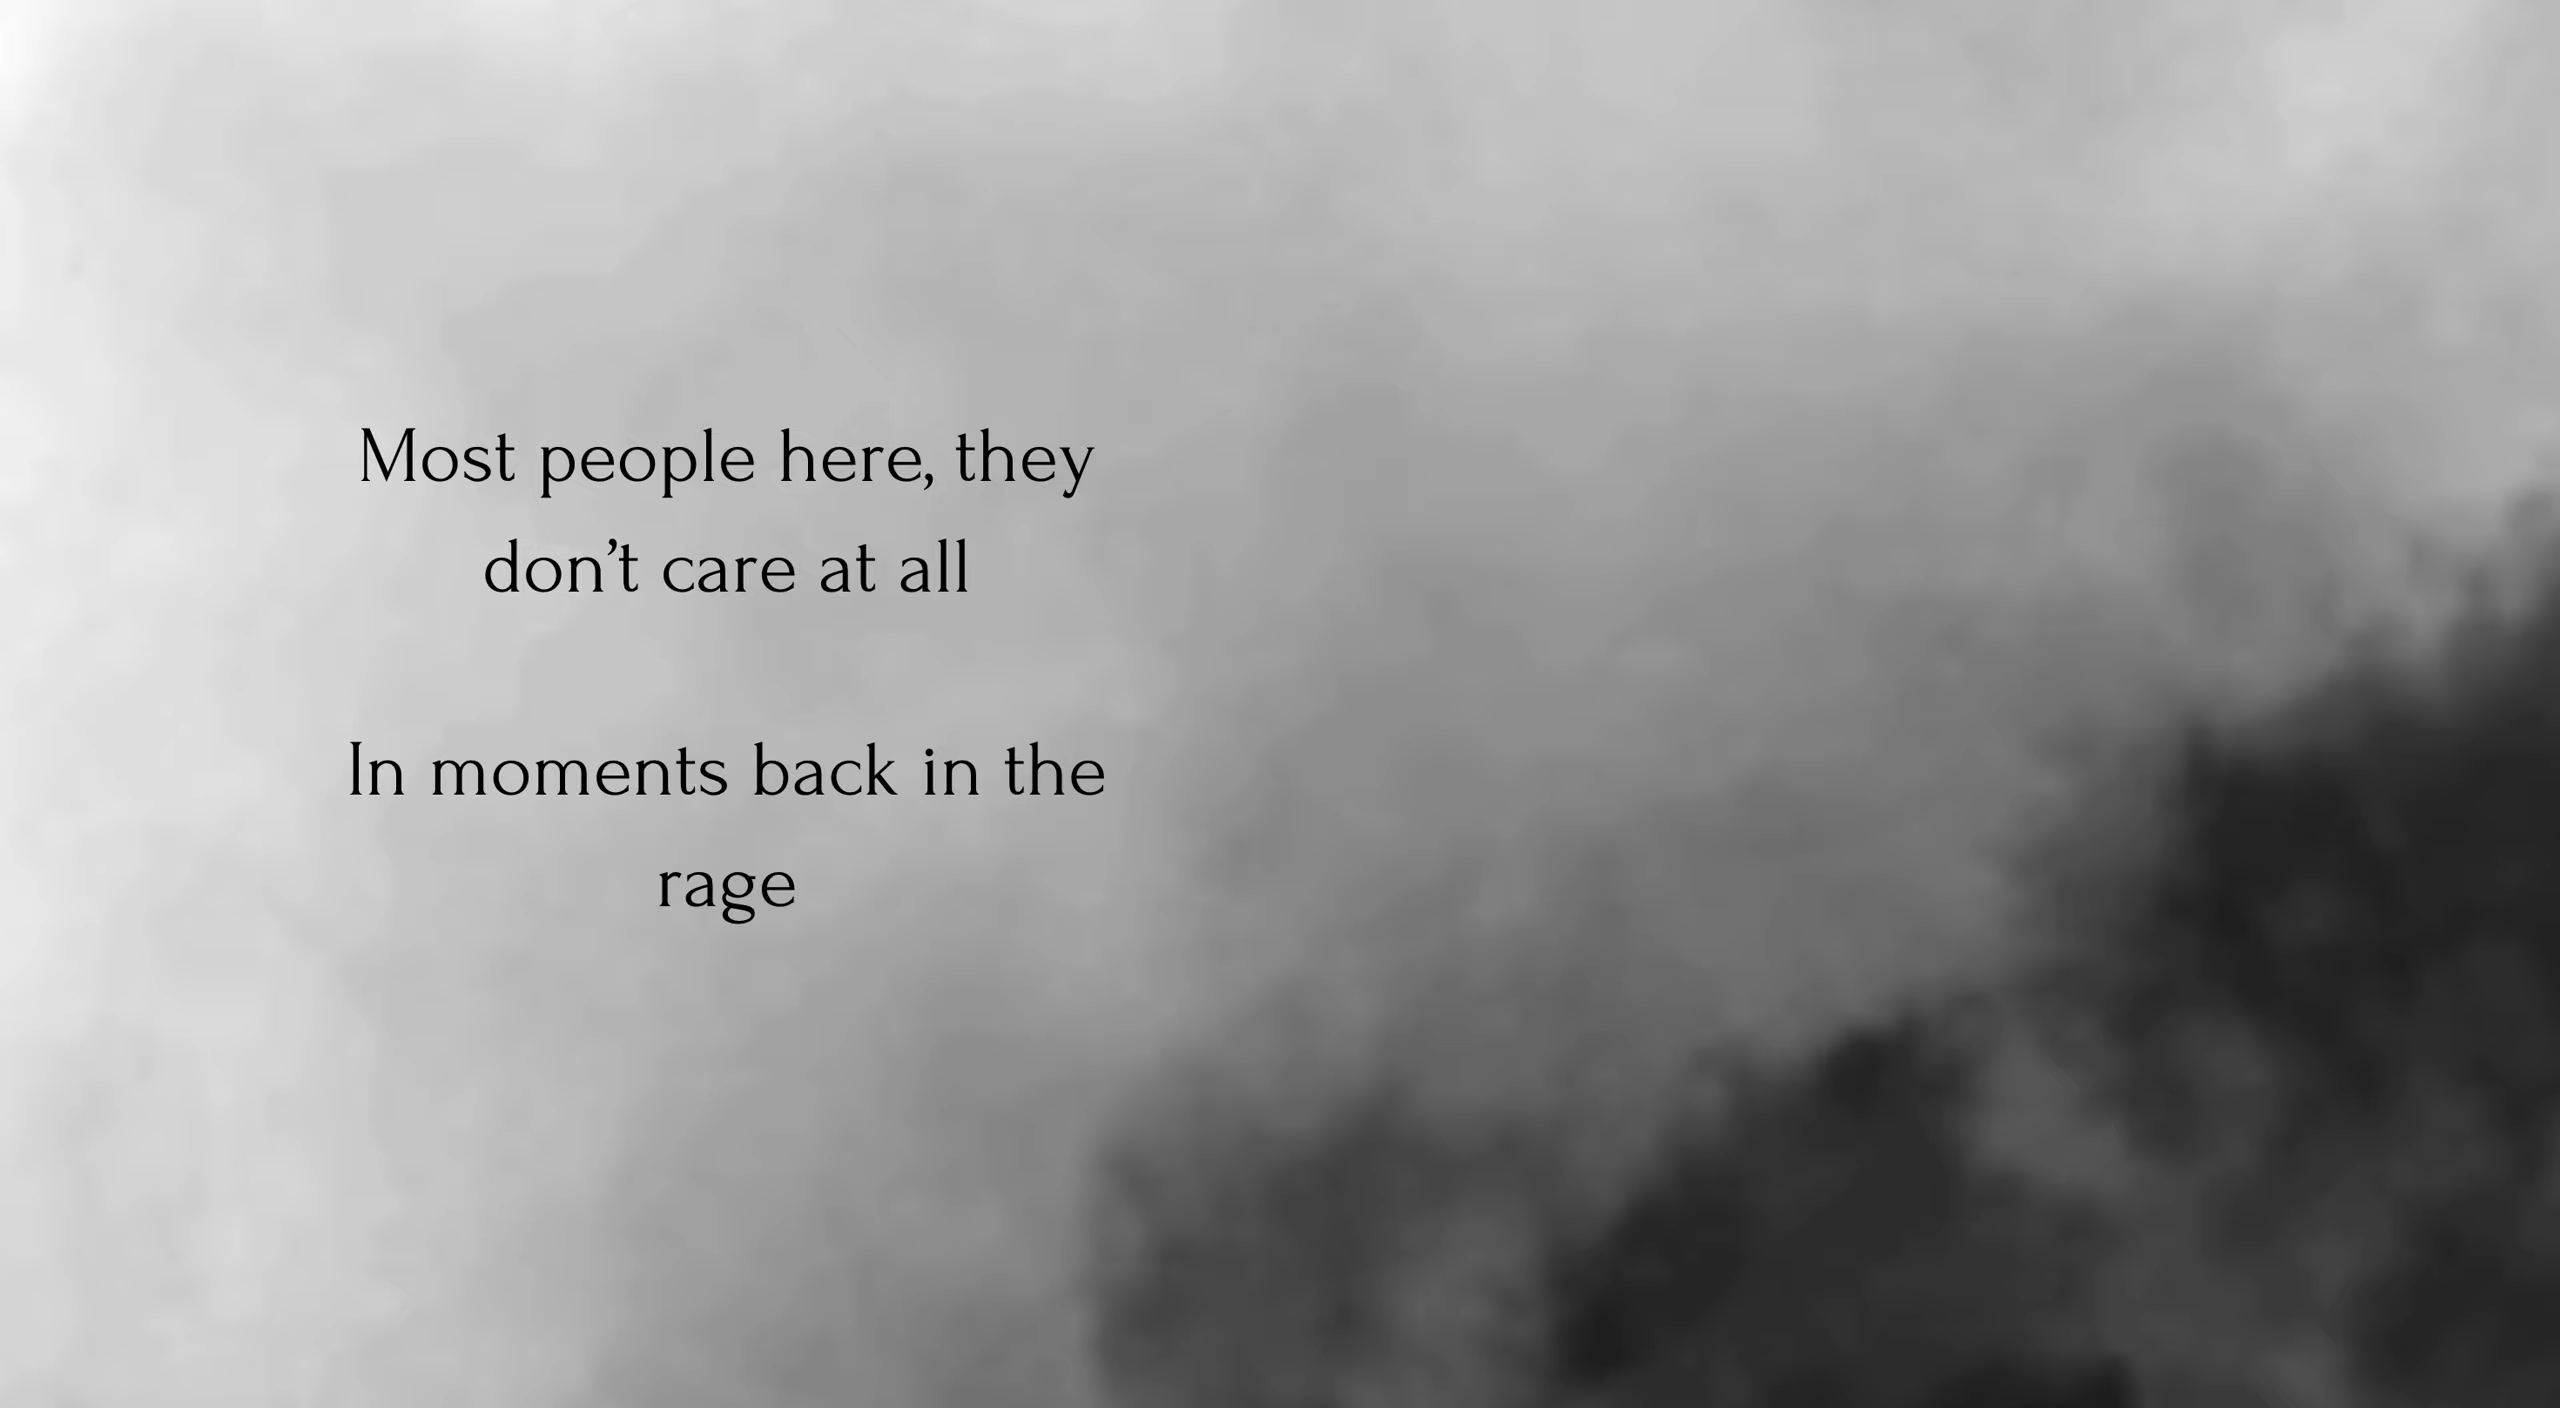 Most people here, they
don’t care at all
In moments back in the
rage